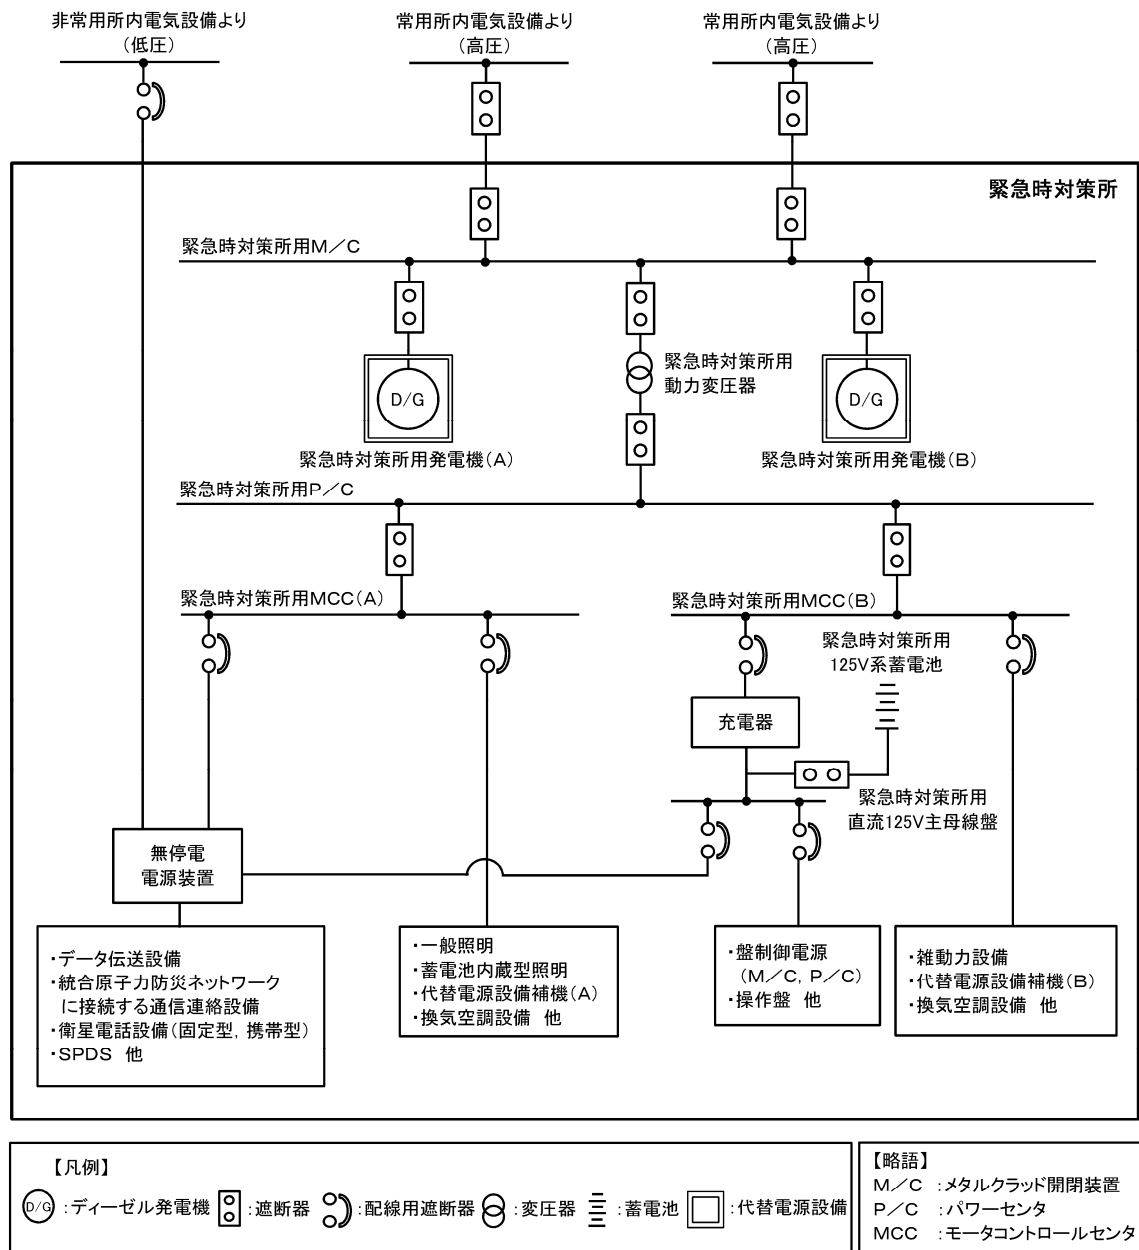 非常用所内電気設備より
（低圧）
常用所内電気設備より
（高圧）
常用所内電気設備より
（高圧）
緊急時対策所
緊急時対策所用M／C
D/G
緊急時対策所用発電機(A)
緊急時対策所用
動力変圧器
D/G
緊急時対策所用発電機(B)
緊急時対策所用P／C
緊急時対策所用MCC(A)
緊急時対策所用MCC(B)
緊急時対策所用
125V系蓄電池
充電器
緊急時対策所用
直流125V主母線盤
無停電
電源装置
・データ伝送設備
・統合原子力防災ネットワーク
に接続する通信連絡設備
・衛星電話設備(固定型，携帯型)
・SPDS 他
・一般照明
・蓄電池内蔵型照明
・代替電源設備補機(A)
・換気空調設備 他
・盤制御電源
(M／C，P／C)
・操作盤 他
・雑動力設備
・代替電源設備補機(B)
・換気空調設備 他
【凡例】
D/G ：ディーゼル発電機 ：遮断器 ：配線用遮断器 ：変圧器 ：蓄電池 ：代替電源設備
【略語】
M／C ：メタルクラッド開閉装置
P／C ：パワーセンタ
MCC ：モータコントロールセンタ